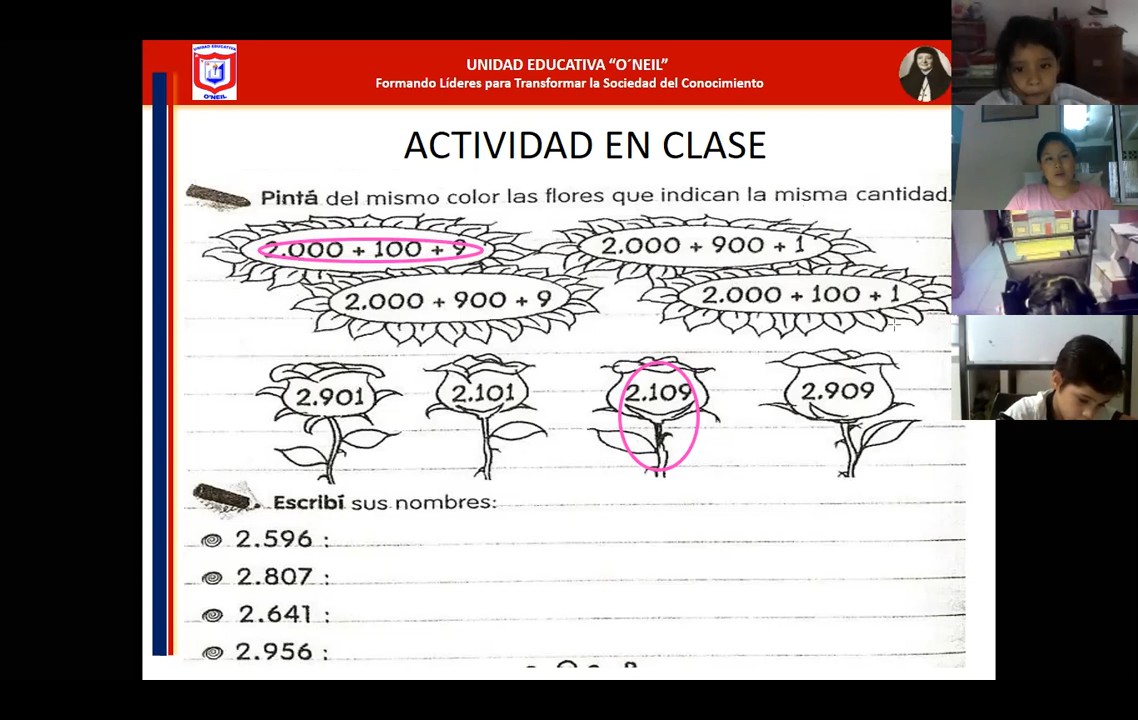 UNIDAD EDUCATIVA
O´NEIL
UNIDAD EDUCATIVA “O´NEIL”
Formando Líderes para Transformar la Sociedad del Conocimiento
ACTIVIDAD EN CLASE
Pintá del mismo color las flores que indican la misma cantidad.
2.000 + 100 + 9
2.000 + 900 + 1
2.000 + 900 + 9
2.000 + 100 + 1
2.901
2.101
2.109
2.909
Escribí sus nombres:
2.596 :
2.807 :
2.641 :
2.956 :